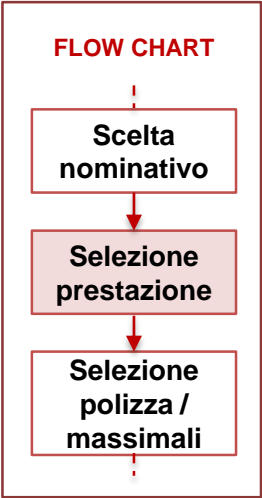 FLOW CHART
Scelta
nominativo
Selezione
prestazione
Selezione
polizza /
massimali